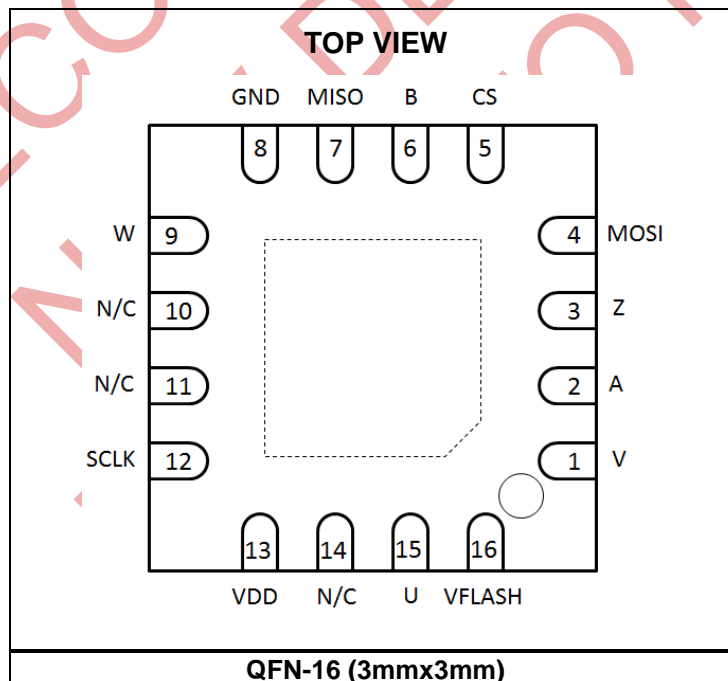 TOP VIEW
GND MISO B CS
8 7 6 5
W 9 4 MOSI
N/C 10 3 Z
N/C 11 2 A
SCLK 12 1 V
13 14 15 16
VDD N/C U VFLASH
QFN-16 (3mmx3mm)